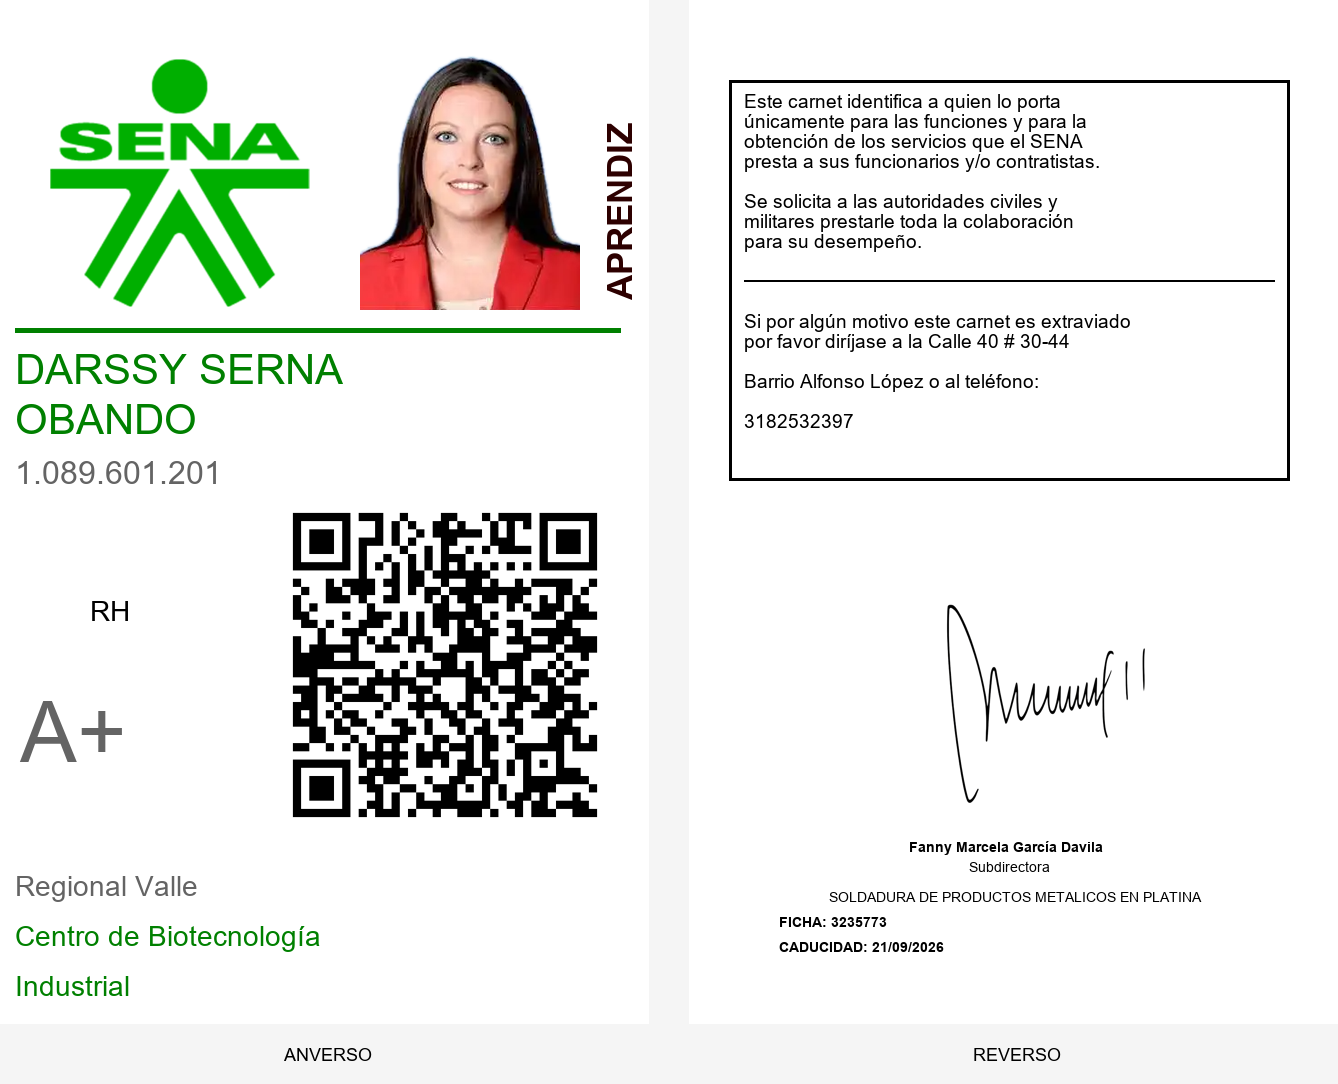 SENA
APRENDIZ
DARSSY SERNA
OBANDO
1.089.601.201
RH
A+
Regional Valle
Centro de Biotecnología
Industrial
ANVERSO
Este carnet identifica a quien lo porta
únicamente para las funciones y para la
obtención de los servicios que el SENA
presta a sus funcionarios y/o contratistas.
Se solicita a las autoridades civiles y
militares prestarle toda la colaboración
para su desempeño.
Si por algún motivo este carnet es extraviado
por favor diríjase a la Calle 40 # 30-44
Barrio Alfonso López o al teléfono:
3182532397
Fanny Marcela García Davila
Subdirectora
SOLDADURA DE PRODUCTOS METALICOS EN PLATINA
FICHA: 3235773
CADUCIDAD: 21/09/2026
REVERSO